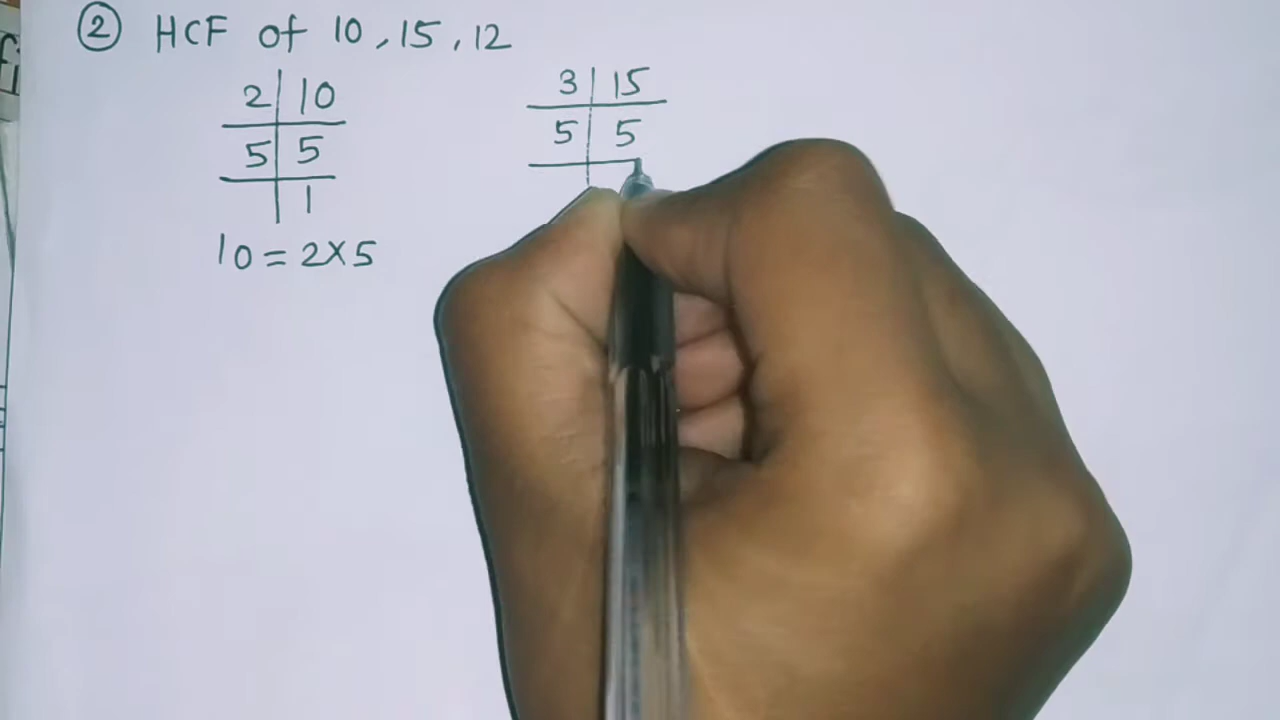 ② HCF of 10, 15, 12
2 | 10
5 | 5
| 1
10 = 2 × 5
3 | 15
5 | 5